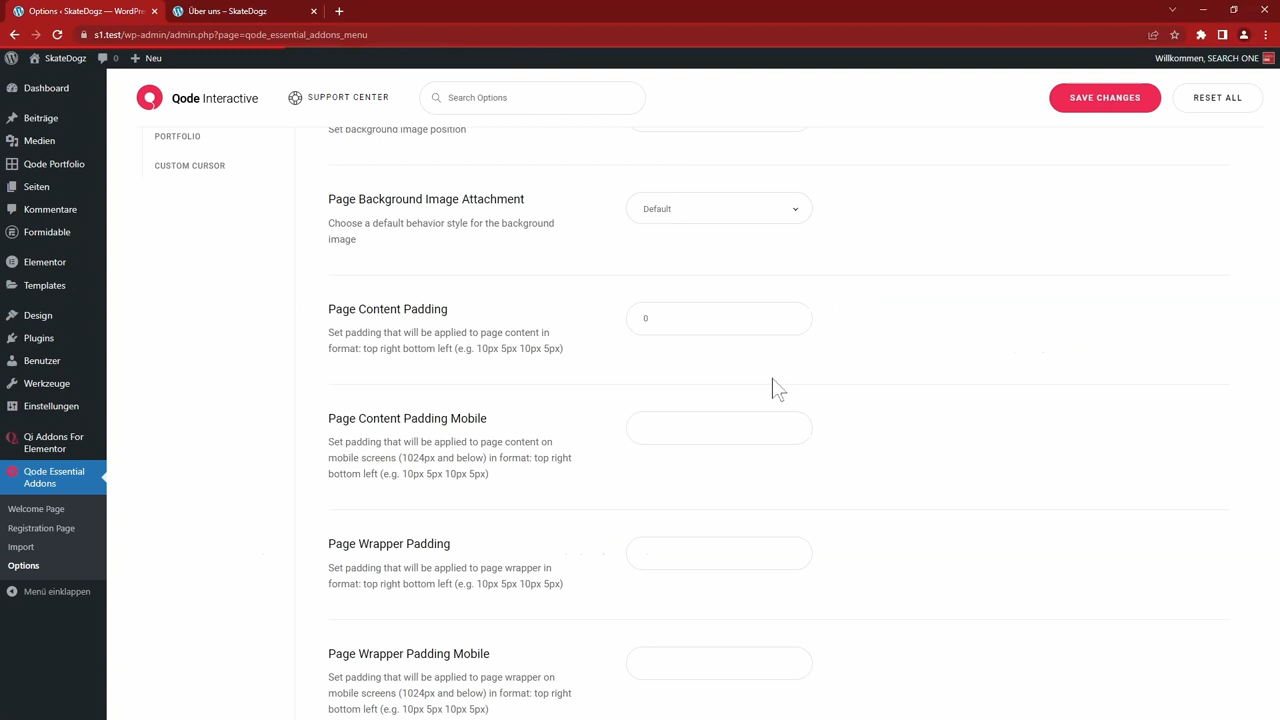 Options ‹ SkateDogz — WordPre
Über uns – SkateDogz
s1.test/wp-admin/admin.php?page=qode_essential_addons_menu
SkateDogz
0
Neu
Willkommen, SEARCH ONE
Dashboard
Beiträge
Medien
Qode Portfolio
Seiten
Kommentare
Formidable
Elementor
Templates
Design
Plugins
Benutzer
Werkzeuge
Einstellungen
Qi Addons For
Elementor
Qode Essential
Addons
Welcome Page
Registration Page
Import
Options
Menü einklappen
Qode Interactive
SUPPORT CENTER
Search Options
SAVE CHANGES
RESET ALL
PORTFOLIO
CUSTOM CURSOR
Set background image position
Page Background Image Attachment
Choose a default behavior style for the background
image
Default
Page Content Padding
Set padding that will be applied to page content in
format: top right bottom left (e.g. 10px 5px 10px 5px)
0
Page Content Padding Mobile
Set padding that will be applied to page content on
mobile screens (1024px and below) in format: top right
bottom left (e.g. 10px 5px 10px 5px)
Page Wrapper Padding
Set padding that will be applied to page wrapper in
format: top right bottom left (e.g. 10px 5px 10px 5px)
Page Wrapper Padding Mobile
Set padding that will be applied to page wrapper on
mobile screens (1024px and below) in format: top right
bottom left (e.g. 10px 5px 10px 5px)